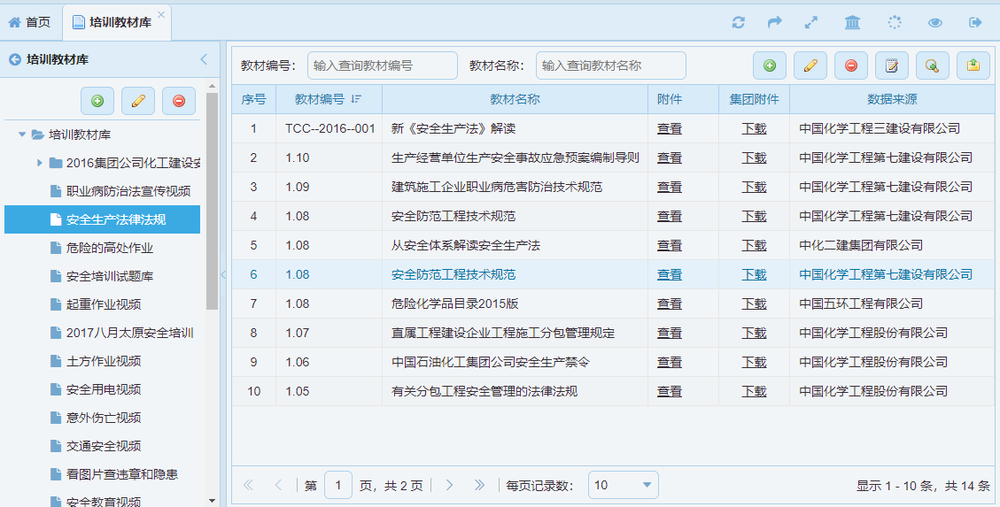 首页
培训教材库
培训教材库
培训教材库
2016集团公司化工建设安
职业病防治法宣传视频
安全生产法律法规
危险的高处作业
安全培训试题库
起重作业视频
2017八月太原安全培训
土方作业视频
安全用电视频
意外伤亡视频
交通安全视频
看图片查违章和隐患
安全教育视频
教材编号： 输入查询教材编号 教材名称： 输入查询教材名称
序号 教材编号 教材名称 附件 集团附件 数据来源
1 TCC--2016--001 新《安全生产法》解读 查看 下载 中国化学工程三建设有限公司
2 1.10 生产经营单位生产安全事故应急预案编制导则 查看 下载 中国化学工程第七建设有限公司
3 1.09 建筑施工企业职业病危害防治技术规范 查看 下载 中国化学工程第七建设有限公司
4 1.08 安全防范工程技术规范 查看 下载 中国化学工程第七建设有限公司
5 1.08 从安全体系解读安全生产法 查看 下载 中化二建集团有限公司
6 1.08 安全防范工程技术规范 查看 下载 中国化学工程第七建设有限公司
7 1.08 危险化学品目录2015版 查看 下载 中国五环工程有限公司
8 1.07 直属工程建设企业工程施工分包管理规定 查看 下载 中国化学工程股份有限公司
9 1.06 中国石油化工集团公司安全生产禁令 查看 下载 中国化学工程股份有限公司
10 1.05 有关分包工程安全管理的法律法规 查看 下载 中国化学工程股份有限公司
第 1 页，共 2 页 每页记录数： 10 显示 1 - 10 条，共 14 条